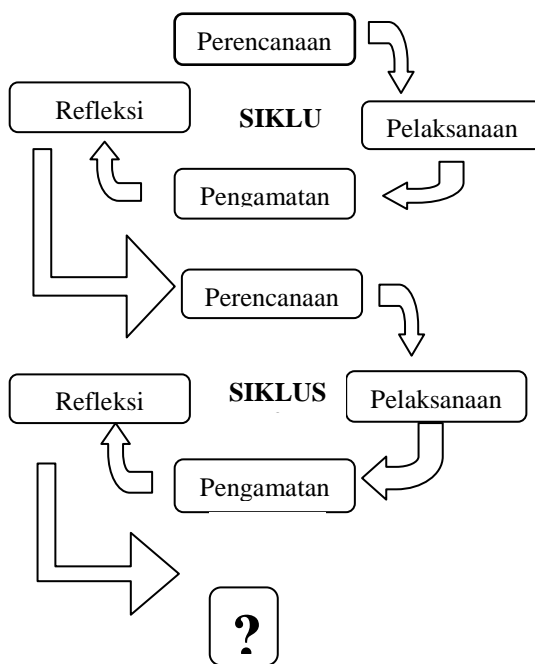 Perencanaan
Refleksi
SIKLU
Pelaksanaan
Pengamatan
Perencanaan
Refleksi
SIKLUS
Pelaksanaan
Pengamatan
?